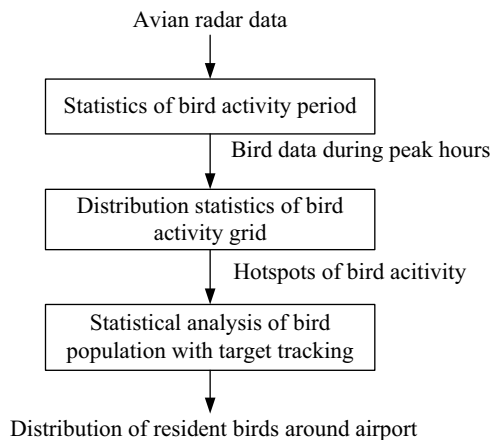 Avian radar data
Statistics of bird activity period
Bird data during peak hours
Distribution statistics of bird
activity grid
Hotspots of bird acitivity
Statistical analysis of bird
population with target tracking
Distribution of resident birds around airport